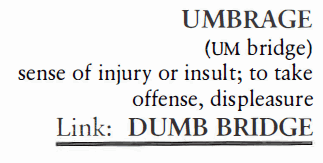 UMBRAGE
(UM bridge)
sense of injury or insult; to take
offense, displeasure
Link: DUMB BRIDGE